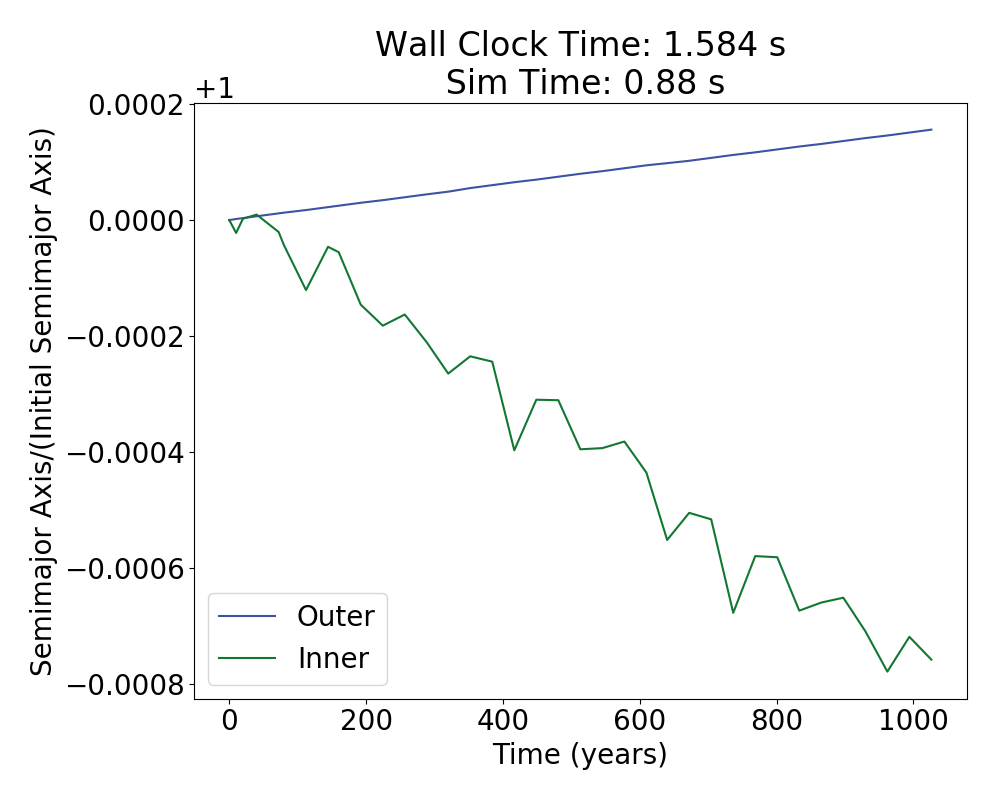 Wall Clock Time: 1.584 s
Sim Time: 0.88 s
+1
0.0002
0.0000
−0.0002
−0.0004
−0.0006
−0.0008
Semimajor Axis/(Initial Semimajor Axis)
Outer
Inner
0 200 400 600 800 1000
Time (years)